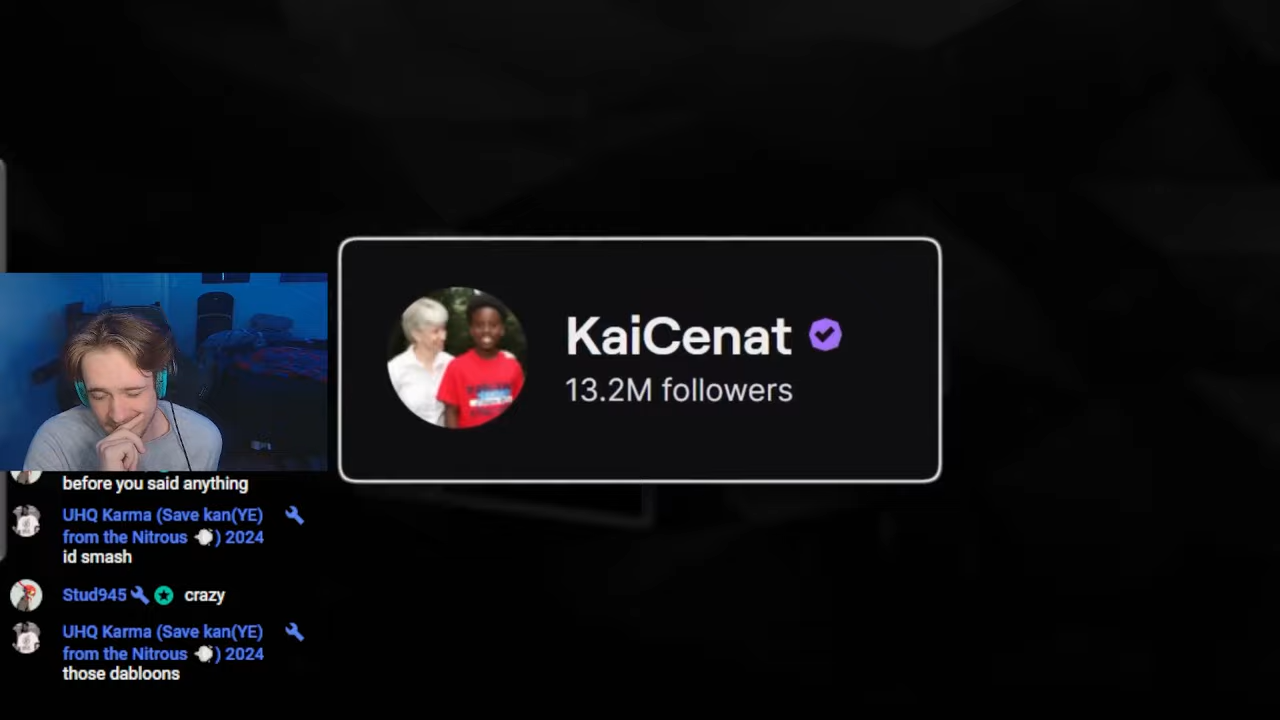 KaiCenat
13.2M followers
before you said anything
UHQ Karma (Save kan(YE)
from the Nitrous 💨) 2024
id smash
Stud945 crazy
UHQ Karma (Save kan(YE)
from the Nitrous 💨) 2024
those dabloons